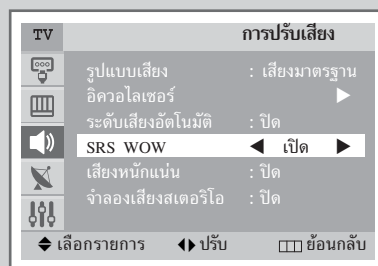 TV การปรับเสียง
รูปแบบเสียง : เสียงมาตรฐาน
อิควอไลเซอร์ ▶
ระดับเสียงอัตโนมัติ : ปิด
SRS WOW ◀ เปิด ▶
เสียงหนักแน่น : ปิด
จำลองเสียงสเตอริโอ : ปิด
เลือกรายการ ปรับ ย้อนกลับ